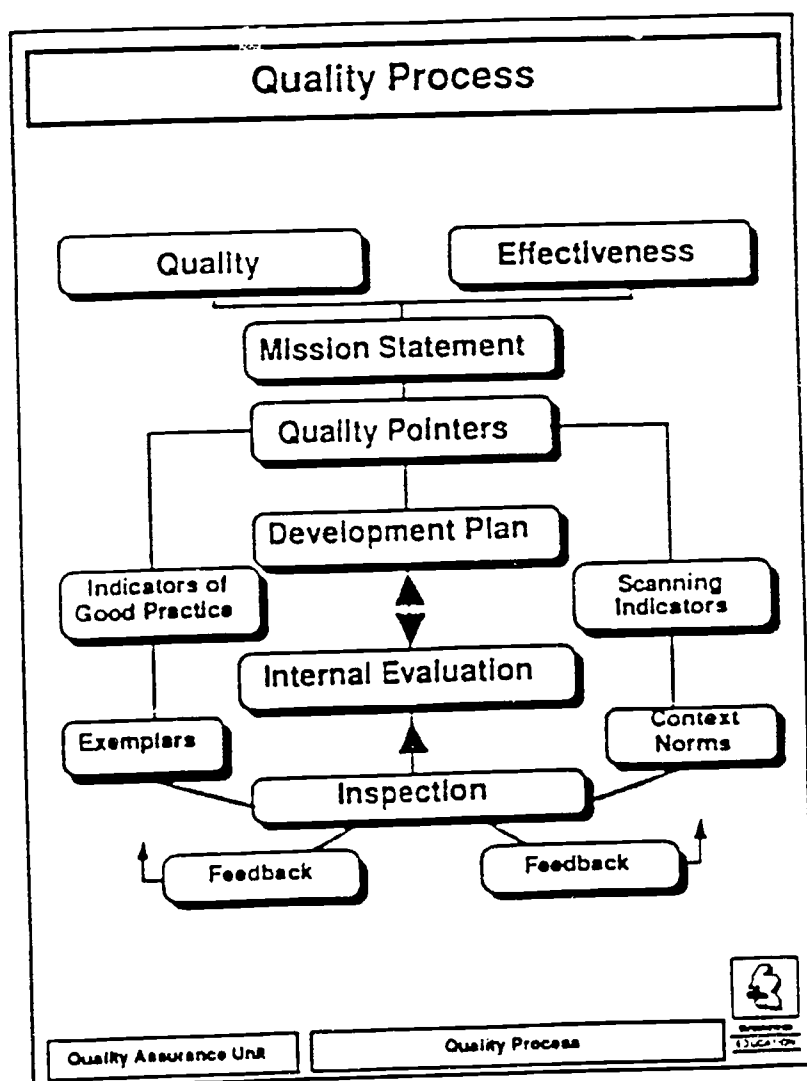 Quality Process
Quality
Effectiveness
Mission Statement
Quality Pointers
Development Plan
Indicators of
Good Practice
Scanning
Indicators
Internal Evaluation
Exemplars
Context
Norms
Inspection
Feedback
Feedback
EDUCATION
Quality Assurance Unit
Quality Process